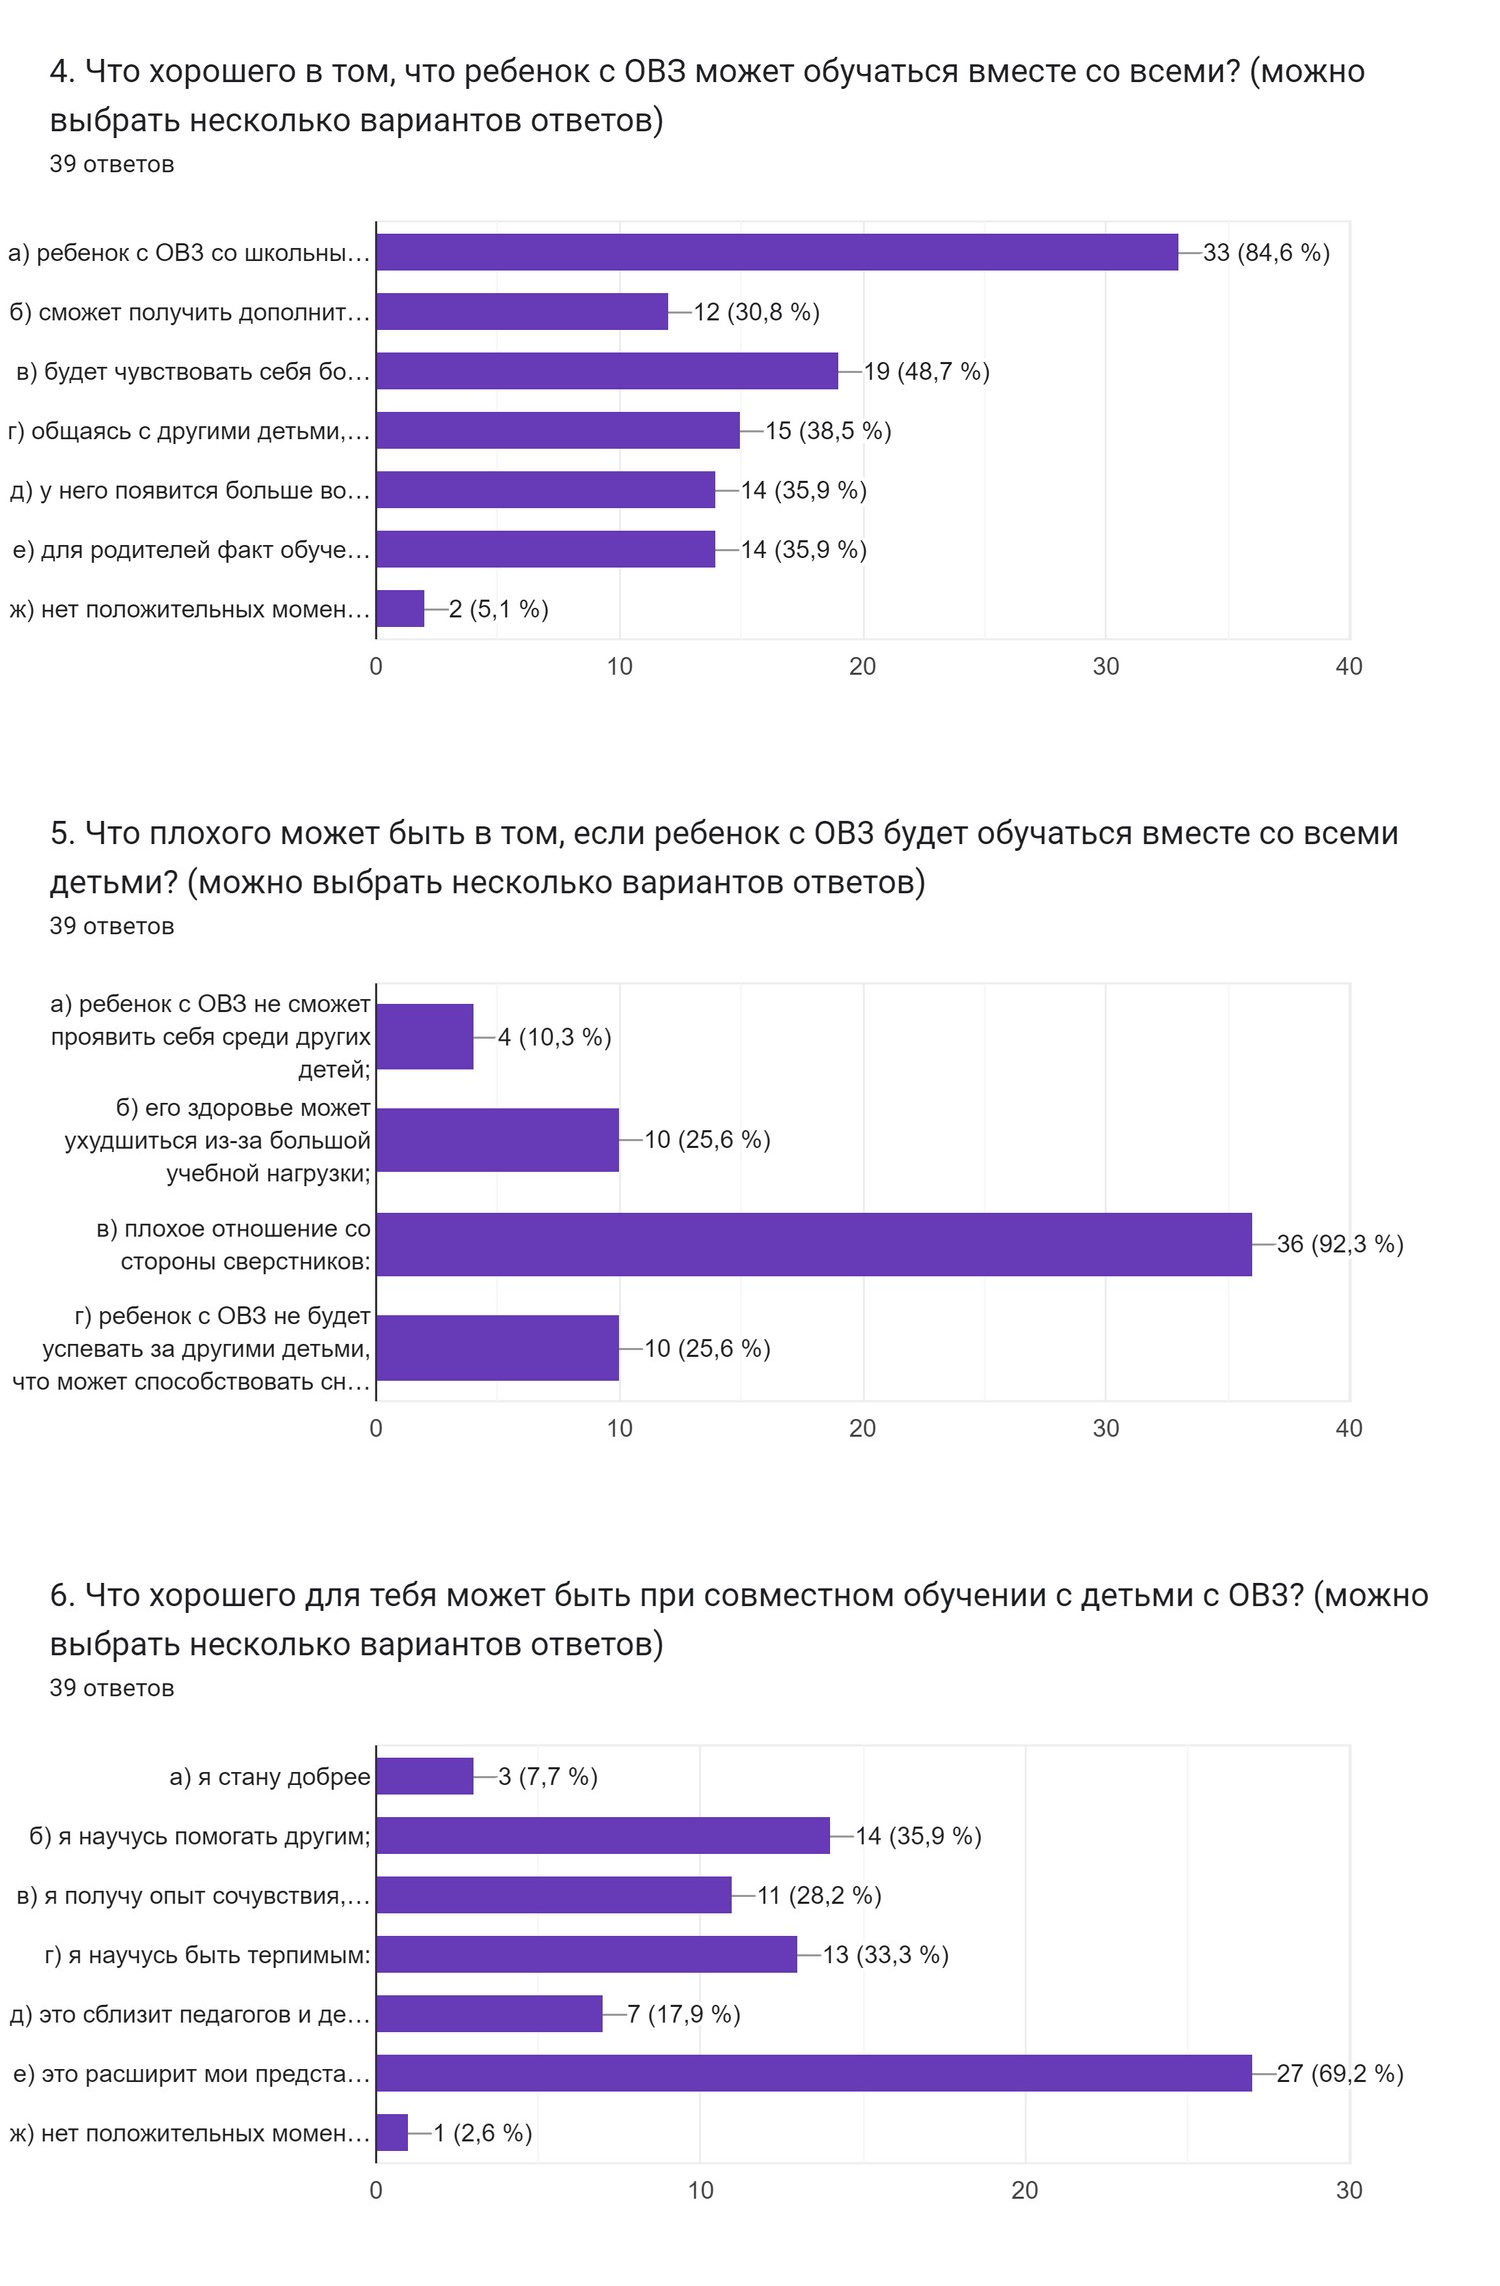 4. Что хорошего в том, что ребенок с ОВЗ может обучаться вместе со всеми? (можно
выбрать несколько вариантов ответов)
39 ответов
а) ребенок с ОВЗ со школьны…
33 (84,6 %)
б) сможет получить дополнит…
12 (30,8 %)
в) будет чувствовать себя бо…
19 (48,7 %)
г) общаясь с другими детьми,…
15 (38,5 %)
д) у него появится больше во…
14 (35,9 %)
е) для родителей факт обуче…
14 (35,9 %)
ж) нет положительных момен…
2 (5,1 %)
0 10 20 30 40
5. Что плохого может быть в том, если ребенок с ОВЗ будет обучаться вместе со всеми
детьми? (можно выбрать несколько вариантов ответов)
39 ответов
а) ребенок с ОВЗ не сможет
проявить себя среди других
детей;
4 (10,3 %)
б) его здоровье может
ухудшиться из-за большой
учебной нагрузки;
10 (25,6 %)
в) плохое отношение со
стороны сверстников:
36 (92,3 %)
г) ребенок с ОВЗ не будет
успевать за другими детьми,
что может способствовать сн…
10 (25,6 %)
0 10 20 30 40
6. Что хорошего для тебя может быть при совместном обучении с детьми с ОВЗ? (можно
выбрать несколько вариантов ответов)
39 ответов
а) я стану добрее
3 (7,7 %)
б) я научусь помогать другим;
14 (35,9 %)
в) я получу опыт сочувствия,…
11 (28,2 %)
г) я научусь быть терпимым:
13 (33,3 %)
д) это сблизит педагогов и де…
7 (17,9 %)
е) это расширит мои предста…
27 (69,2 %)
ж) нет положительных момен…
1 (2,6 %)
0 10 20 30